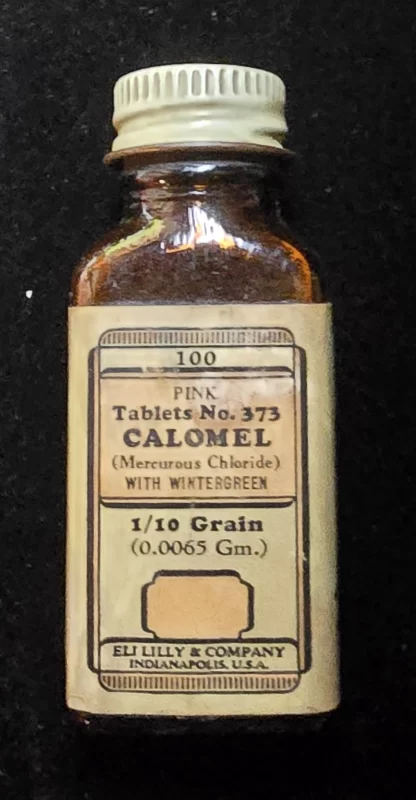 100
PINK
Tablets No. 373
CALOMEL
(Mercurous Chloride)
WITH WINTERGREEN
1/10 Grain
(0.0065 Gm.)
ELI LILLY & COMPANY
INDIANAPOLIS, U.S.A.